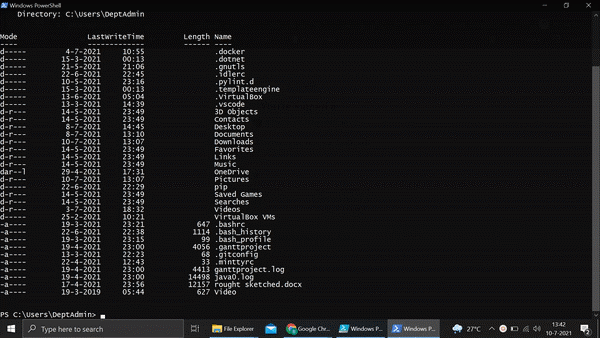 Windows PowerShell
Directory: C:\Users\DeptAdmin
Mode LastWriteTime Length Name
---- ------------- ------ ----
d----- 4-7-2021 10:55 .docker
d----- 15-3-2021 00:13 .dotnet
d----- 21-5-2021 21:06 .gnutls
d----- 22-6-2021 22:45 .idlerc
d----- 10-5-2021 23:16 .pylint.d
d----- 15-3-2021 00:13 .templateengine
d----- 13-6-2021 05:04 .VirtualBox
d----- 13-3-2021 14:39 .vscode
d-r--- 14-5-2021 23:49 3D Objects
d-r--- 14-5-2021 23:49 Contacts
d-r--- 8-7-2021 14:45 Desktop
d-r--- 8-7-2021 13:10 Documents
d-r--- 10-7-2021 13:07 Downloads
d-r--- 14-5-2021 23:49 Favorites
d-r--- 14-5-2021 23:49 Links
d-r--- 14-5-2021 23:49 Music
dar--l 29-4-2021 17:31 OneDrive
d-r--- 10-7-2021 13:07 Pictures
d----- 22-6-2021 22:29 pip
d-r--- 14-5-2021 23:49 Saved Games
d-r--- 14-5-2021 23:49 Searches
d-r--- 3-7-2021 18:32 Videos
d----- 25-2-2021 10:21 VirtualBox VMs
-a---- 19-3-2021 23:21 647 .bashrc
-a---- 22-6-2021 22:38 1114 .bash_history
-a---- 19-3-2021 23:15 99 .bash_profile
-a---- 19-4-2021 23:00 4056 .ganttproject
-a---- 13-3-2021 22:23 68 .gitconfig
-a---- 22-4-2021 12:43 33 .minttyrc
-a---- 19-4-2021 23:00 4413 ganttproject.log
-a---- 19-4-2021 23:00 14498 java0.log
-a---- 17-4-2021 23:56 12157 rought sketched.docx
-a---- 19-3-2019 05:44 627 Video
PS C:\Users\DeptAdmin>
Type here to search
File Explorer
Google Chr...
Windows P...
Windows P...
27°C
13:42
10-7-2021